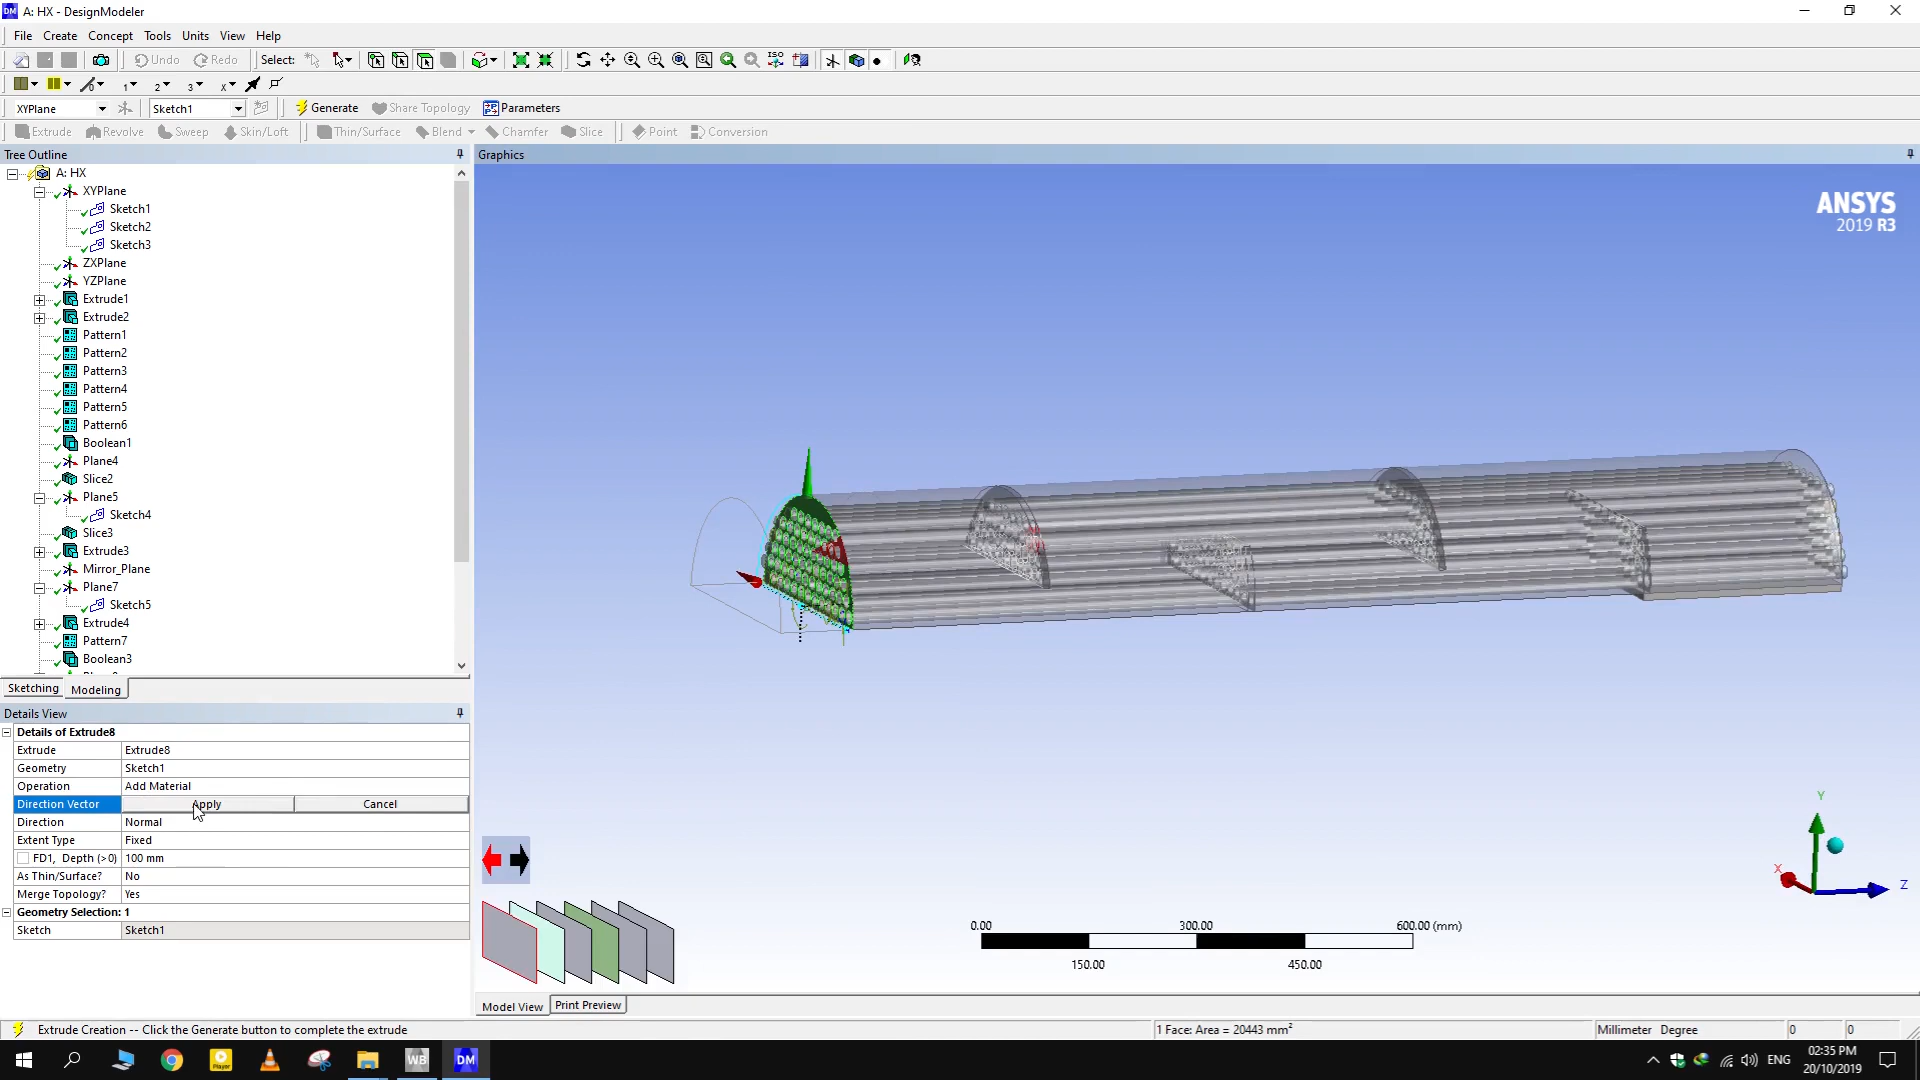 A: HX - DesignModeler
File Create Concept Tools Units View Help
Undo Redo Select: ISO
1 2 3 x
XYPlane Sketch1 Generate Share Topology Parameters
Extrude Revolve Sweep Skin/Loft Thin/Surface Blend Chamfer Slice Point Conversion
Tree Outline
A: HX
XYPlane
Sketch1
Sketch2
Sketch3
ZXPlane
YZPlane
Extrude1
Extrude2
Pattern1
Pattern2
Pattern3
Pattern4
Pattern5
Pattern6
Boolean1
Plane4
Slice2
Plane5
Sketch4
Slice3
Extrude3
Mirror_Plane
Plane7
Sketch5
Extrude4
Pattern7
Boolean3
Sketching Modeling
Details View
Details of Extrude8
Extrude Extrude8
Geometry Sketch1
Operation Add Material
Direction Vector Apply Cancel
Direction Normal
Extent Type Fixed
FD1, Depth (>0) 100 mm
As Thin/Surface? No
Merge Topology? Yes
Geometry Selection: 1
Sketch Sketch1
Graphics
ANSYS
2019 R3
Y
X
Z
0.00 300.00 600.00 (mm)
150.00 450.00
Model View Print Preview
Extrude Creation -- Click the Generate button to complete the extrude 1 Face: Area = 20443 mm² Millimeter Degree 0 0
Player WB DM ENG
02:35 PM
20/10/2019